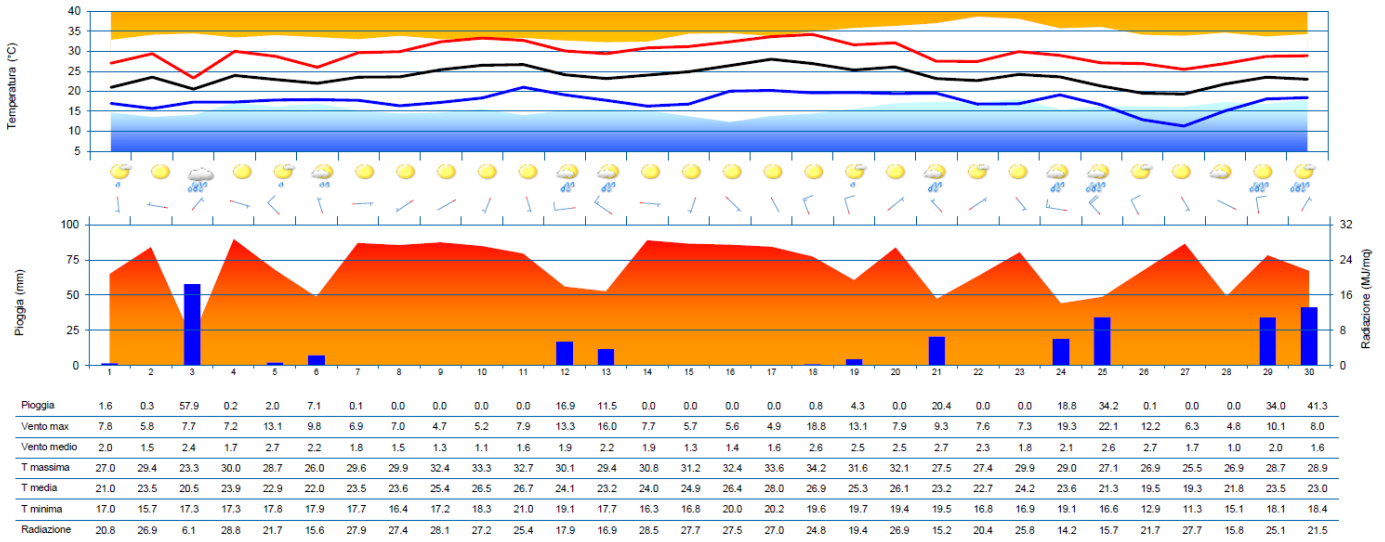 Temperatura (°C)
40
35
30
25
20
15
10
5
Pioggia (mm)
100
75
50
25
0
32
24
16
8
0
Radiazione (MJ/mq)
1 2 3 4 5 6 7 8 9 10 11 12 13 14 15 16 17 18 19 20 21 22 23 24 25 26 27 28 29 30
Pioggia 1.6 0.3 57.9 0.2 2.0 7.1 0.1 0.0 0.0 0.0 0.0 16.9 11.5 0.0 0.0 0.0 0.0 0.8 4.3 0.0 20.4 0.0 0.0 18.8 34.2 0.1 0.0 0.0 34.0 41.3
Vento max 7.8 5.8 7.7 7.2 13.1 9.8 6.9 7.0 4.7 5.2 7.9 13.3 16.0 7.7 5.7 5.6 4.9 18.8 13.1 7.9 9.3 7.6 7.3 19.3 22.1 12.2 6.3 4.8 10.1 8.0
Vento medio 2.0 1.5 2.4 1.7 2.7 2.2 1.8 1.5 1.3 1.1 1.6 1.9 2.2 1.9 1.3 1.4 1.6 2.6 2.5 2.5 2.7 2.3 1.8 2.1 2.6 2.7 1.7 1.0 2.0 1.6
T massima 27.0 29.4 23.3 30.0 28.7 26.0 29.6 29.9 32.4 33.3 32.7 30.1 29.4 30.8 31.2 32.4 33.6 34.2 31.6 32.1 27.5 27.4 29.9 29.0 27.1 26.9 25.5 26.9 28.7 28.9
T media 21.0 23.5 20.5 23.9 22.9 22.0 23.5 23.6 25.4 26.5 26.7 24.1 23.2 24.0 24.9 26.4 28.0 26.9 25.3 26.1 23.2 22.7 24.2 23.6 21.3 19.5 19.3 21.8 23.5 23.0
T minima 17.0 15.7 17.3 17.3 17.8 17.9 17.7 16.4 17.2 18.3 21.0 19.1 17.7 16.3 16.8 20.0 20.2 19.6 19.7 19.4 19.5 16.8 16.9 19.1 16.6 12.9 11.3 15.1 18.1 18.4
Radiazione 20.8 26.9 6.1 28.8 21.7 15.6 27.9 27.4 28.1 27.2 25.4 17.9 16.9 28.5 27.7 27.5 27.0 24.8 19.4 26.9 15.2 20.4 25.8 14.2 15.7 21.7 27.7 15.8 25.1 21.5